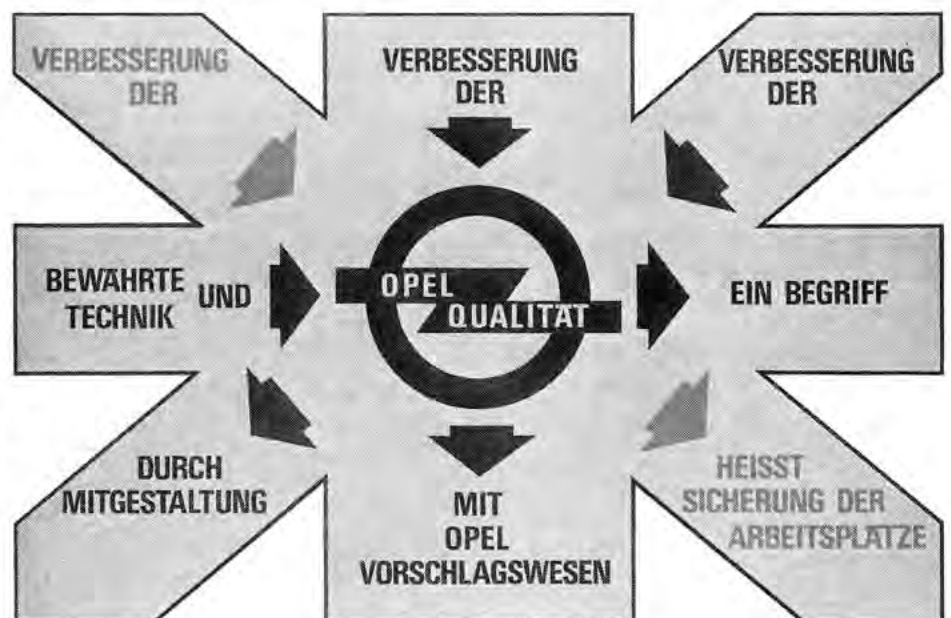 VERBESSERUNG
DER
VERBESSERUNG
DER
VERBESSERUNG
DER
BEWÄHRTE
TECHNIK UND
OPEL
QUALITÄT
EIN BEGRIFF
DURCH
MITGESTALTUNG
MIT
OPEL
VORSCHLAGSWESEN
HEISST
SICHERUNG DER
ARBEITSPLÄTZE